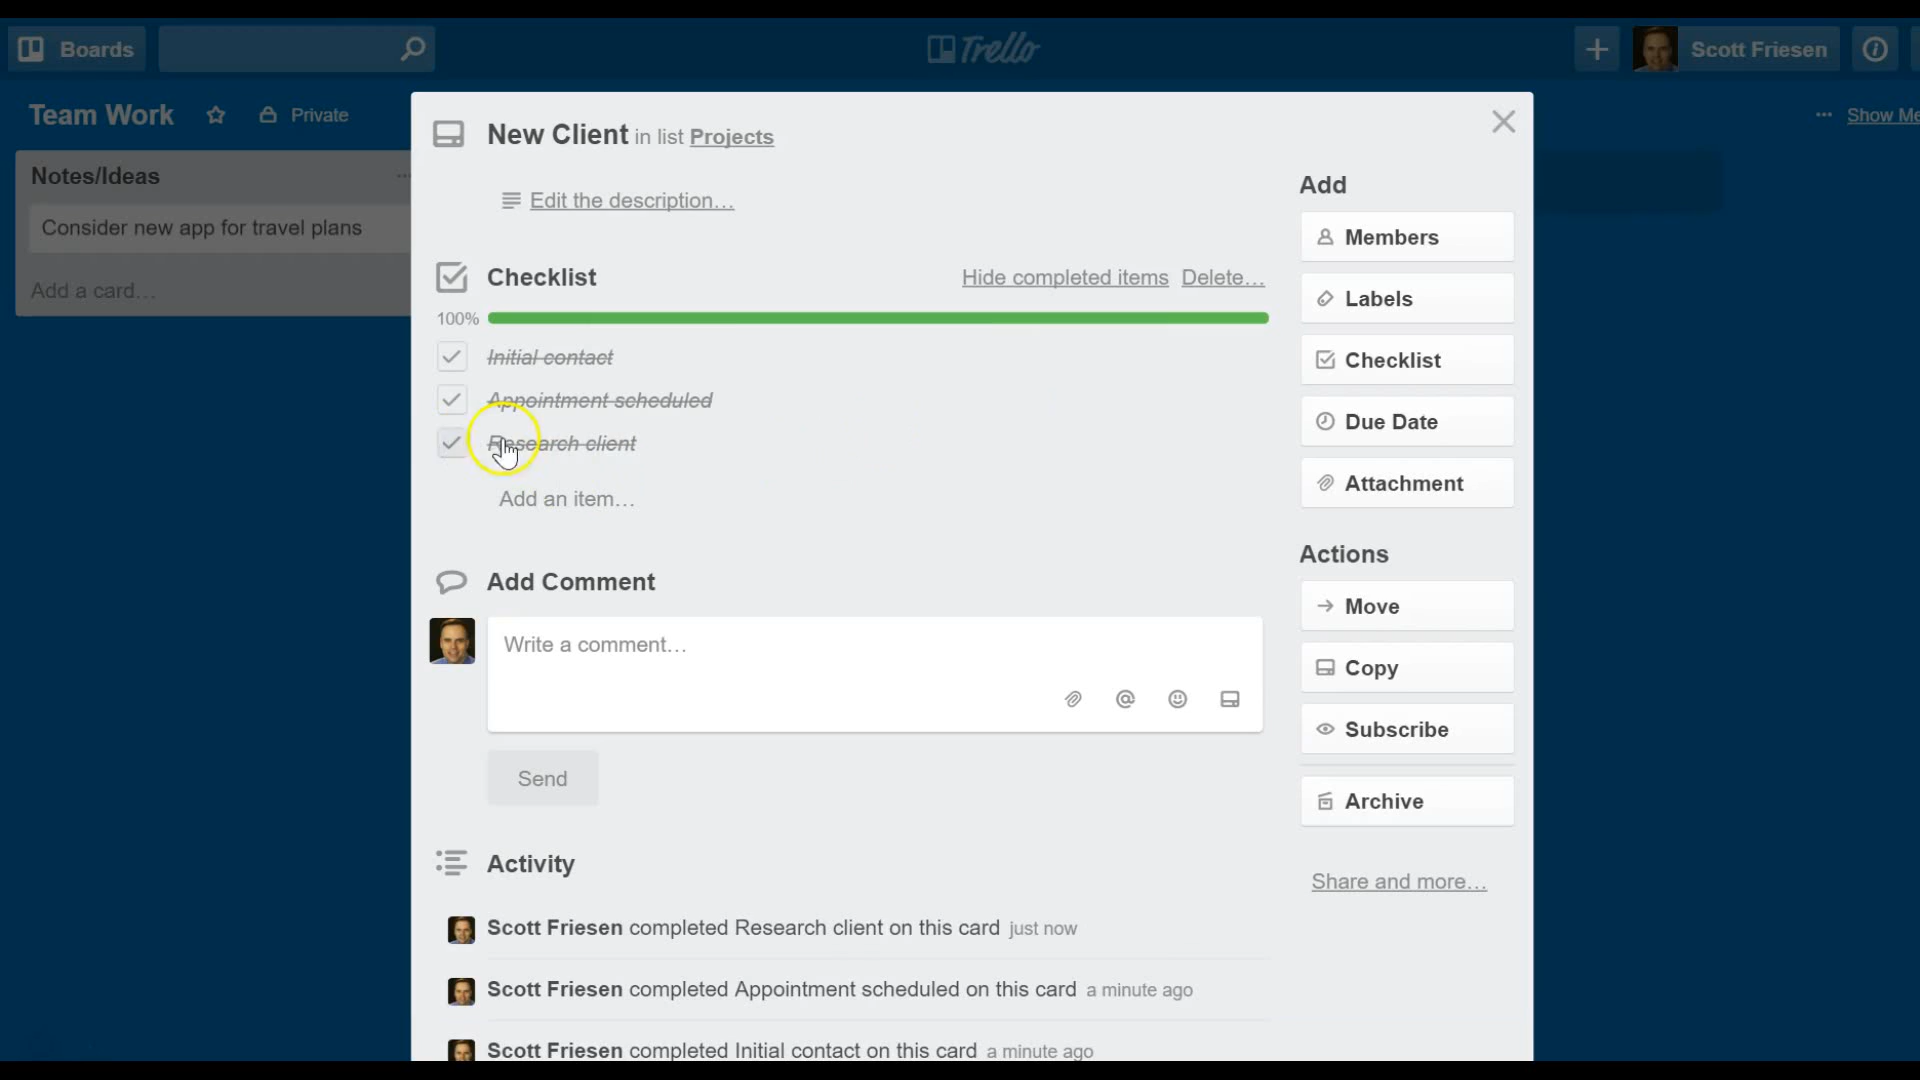 Boards
Trello
Scott Friesen
Team Work
Private
Show Me
Notes/Ideas
Consider new app for travel plans
Add a card…
New Client in list Projects
Edit the description…
Checklist
Hide completed items Delete…
100%
Initial contact
Appointment scheduled
Research client
Add an item…
Add Comment
Write a comment…
Send
Activity
Scott Friesen completed Research client on this card just now
Scott Friesen completed Appointment scheduled on this card a minute ago
Scott Friesen completed Initial contact on this card a minute ago
Add
Members
Labels
Checklist
Due Date
Attachment
Actions
Move
Copy
Subscribe
Archive
Share and more…